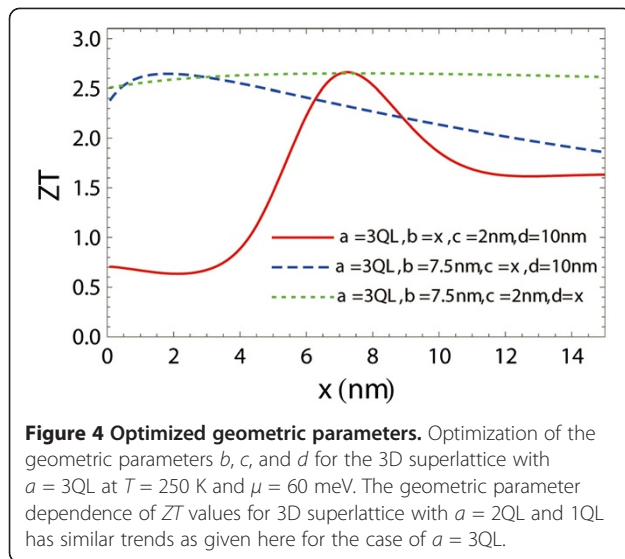 3.0
2.5
2.0
1.5
1.0
0.5
0.0
ZT
a =3QL ,b =x ,c =2nm,d=10nm
a =3QL,b =7.5nm,c =x ,d=10nm
a =3QL,b =7.5nm,c =2nm,d=x
0 2 4 6 8 10 12 14
x (nm)
Figure 4 Optimized geometric parameters. Optimization of the
geometric parameters b, c, and d for the 3D superlattice with
a = 3QL at T = 250 K and μ = 60 meV. The geometric parameter
dependence of ZT values for 3D superlattice with a = 2QL and 1QL
has similar trends as given here for the case of a = 3QL.